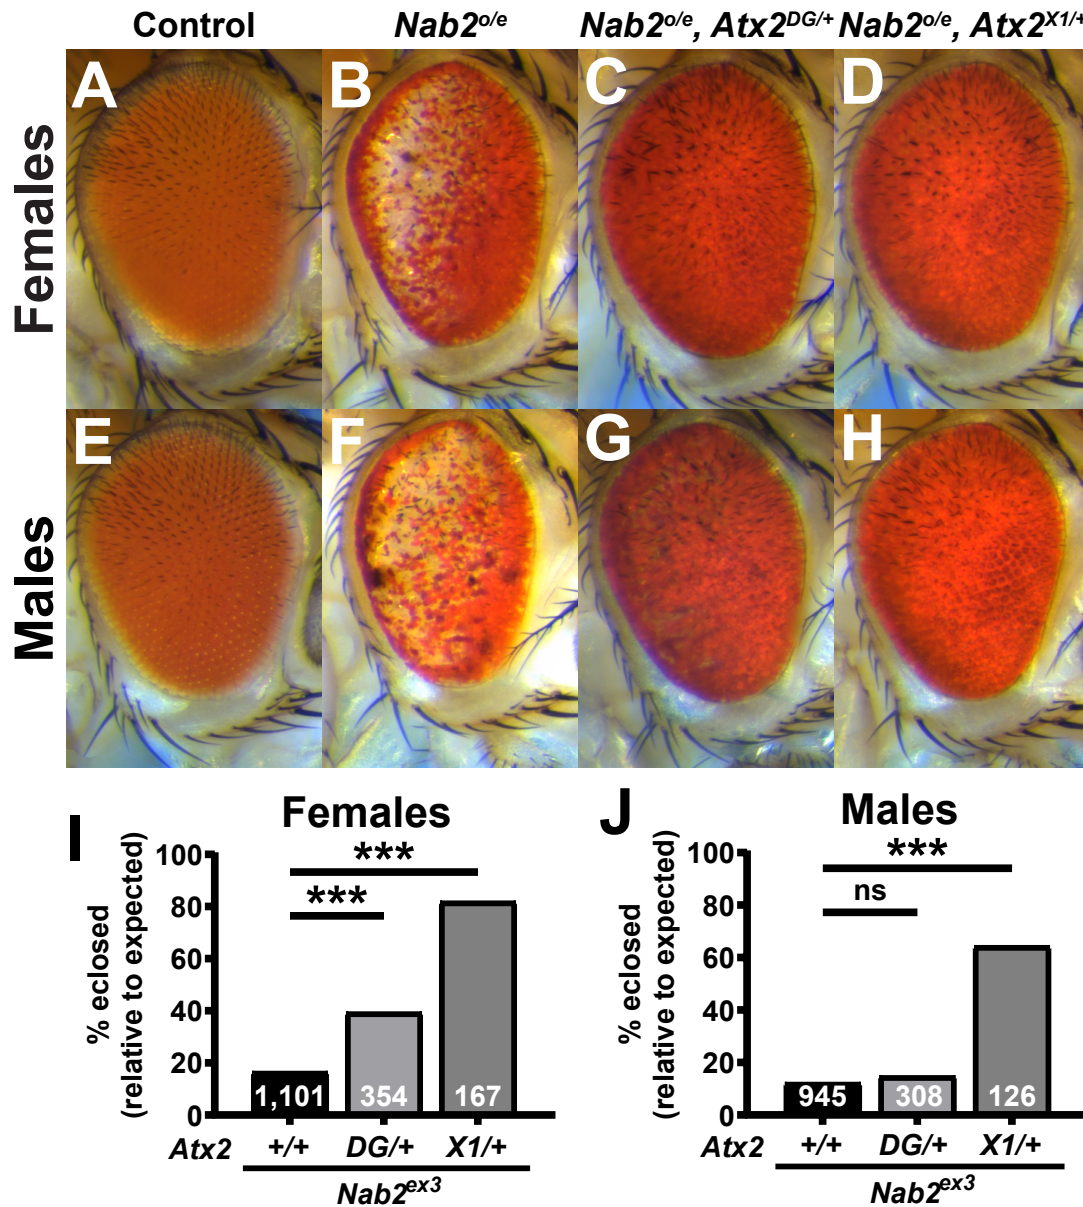 Control Nab2o/e Nab2o/e, Atx2DG/+ Nab2o/e, Atx2X1/+
Females
A B C D
Males
E F G H
I Females
% eclosed
(relative to expected)
100
80
60
40
20
0
***
***
1,101 354 167
Atx2 +/+ DG/+ X1/+
Nab2ex3
J Males
% eclosed
(relative to expected)
100
80
60
40
20
0
***
ns
945 308 126
Atx2 +/+ DG/+ X1/+
Nab2ex3